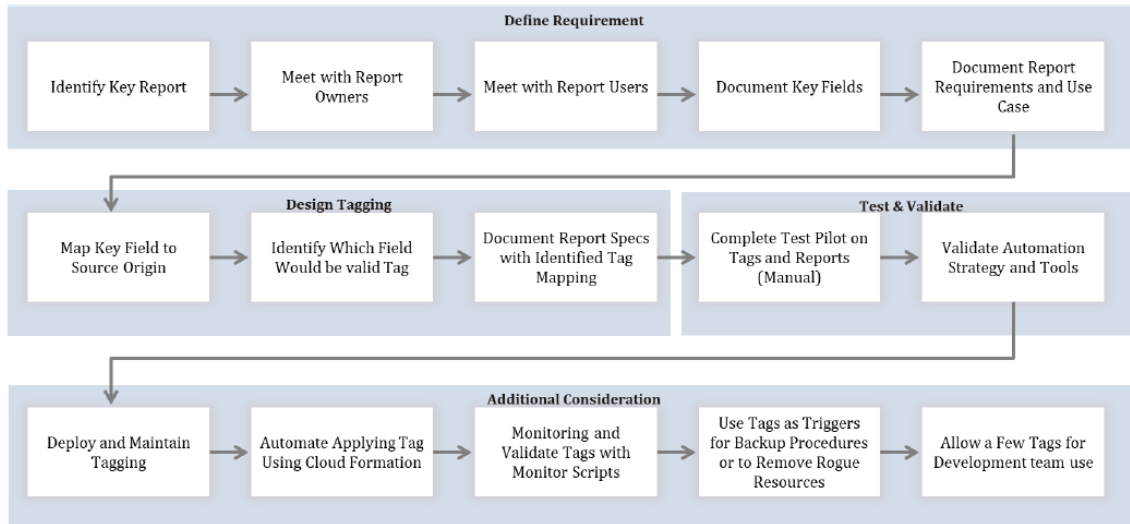 Define Requirement
Identify Key Report
Meet with Report
Owners
Meet with Report Users
Document Key Fields
Document Report
Requirements and Use
Case
Design Tagging
Map Key Field to
Source Origin
Identify Which Field
Would be valid Tag
Document Report Specs
with Identified Tag
Mapping
Test & Validate
Complete Test Pilot on
Tags and Reports
(Manual)
Validate Automation
Strategy and Tools
Additional Consideration
Deploy and Maintain
Tagging
Automate Applying Tag
Using Cloud Formation
Monitoring and
Validate Tags with
Monitor Scripts
Use Tags as Triggers
for Backup Procedures
or to Remove Rogue
Resources
Allow a Few Tags for
Development team use